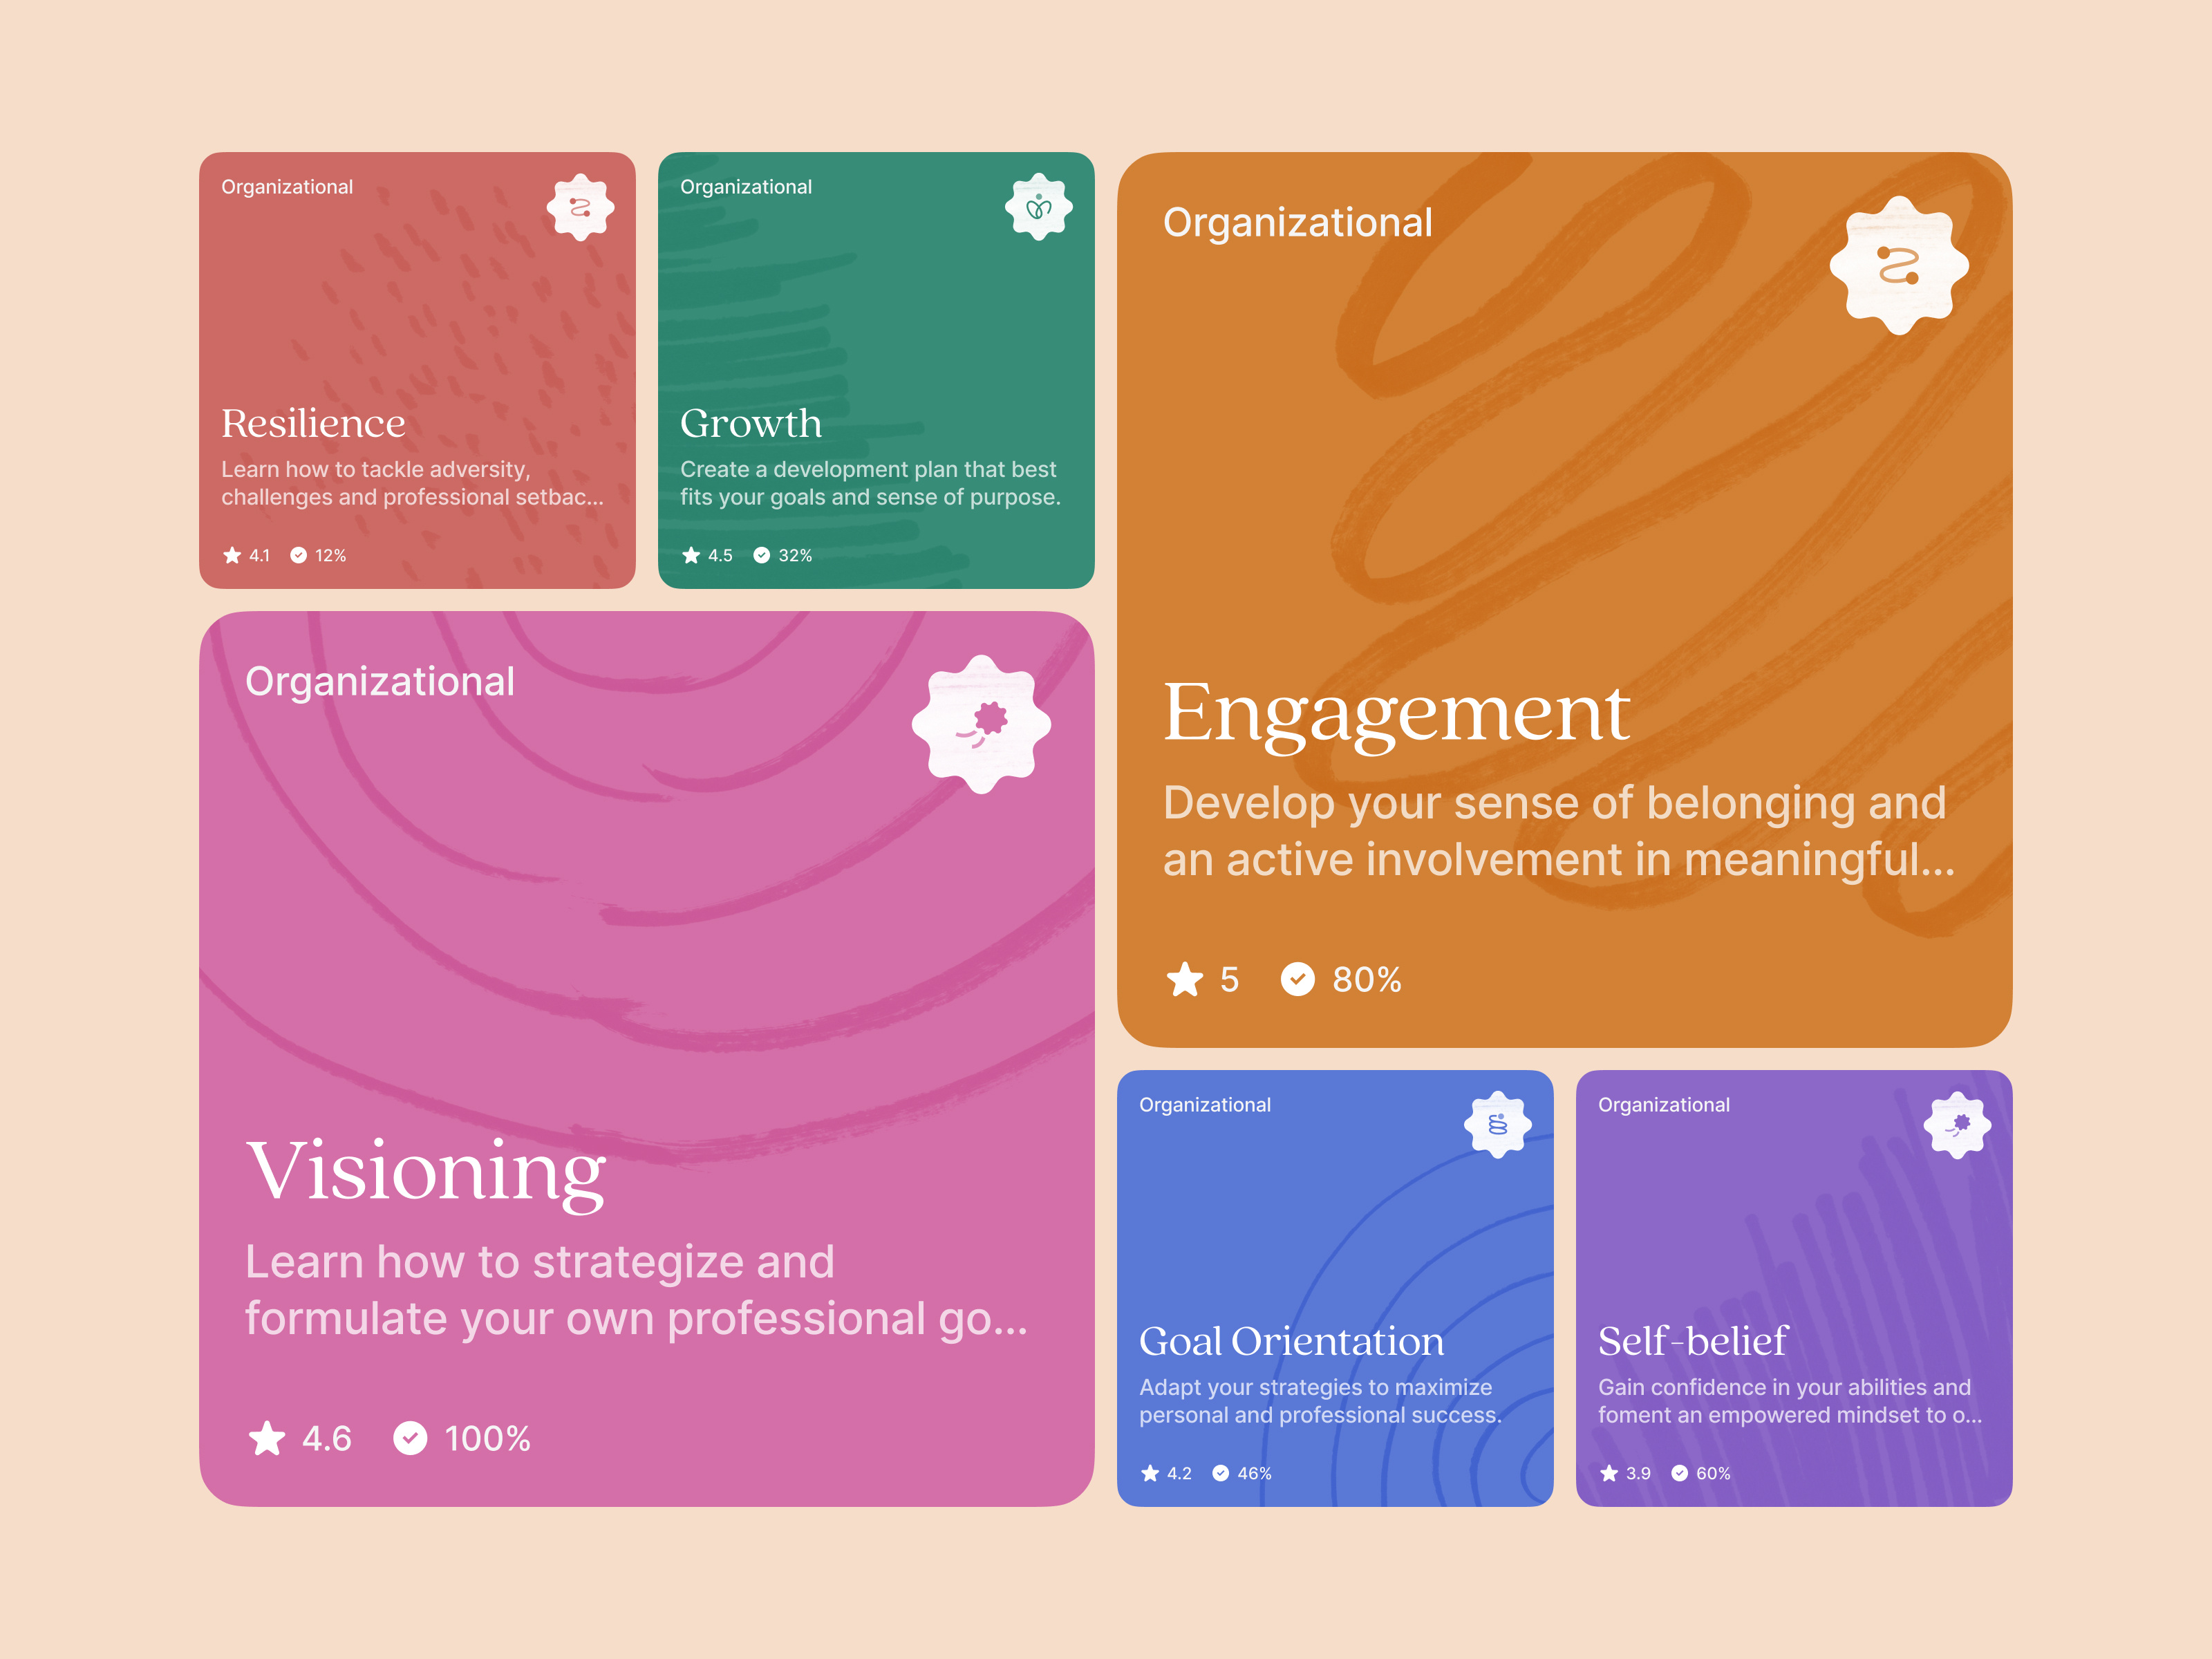 Organizational
Resilience
Learn how to tackle adversity,
challenges and professional setbac...
4.1 12%
Organizational
Growth
Create a development plan that best
fits your goals and sense of purpose.
4.5 32%
Organizational
Engagement
Develop your sense of belonging and
an active involvement in meaningful...
5 80%
Organizational
Visioning
Learn how to strategize and
formulate your own professional go...
4.6 100%
Organizational
Goal Orientation
Adapt your strategies to maximize
personal and professional success.
4.2 46%
Organizational
Self-belief
Gain confidence in your abilities and
foment an empowered mindset to o...
3.9 60%